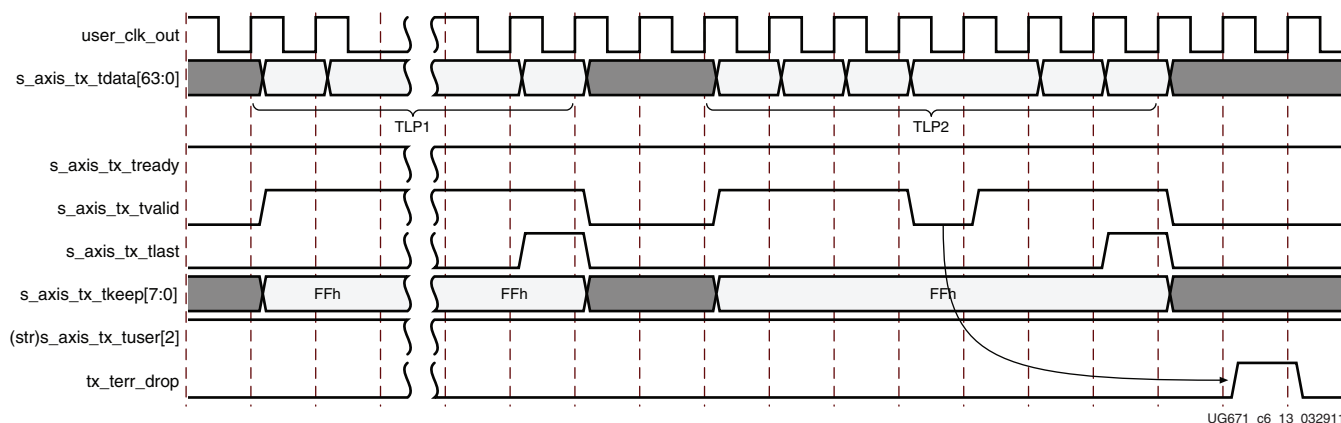 user_clk_out
s_axis_tx_tdata[63:0]
TLP1
TLP2
s_axis_tx_tready
s_axis_tx_tvalid
s_axis_tx_tlast
s_axis_tx_tkeep[7:0]
FFh
FFh
FFh
(str)s_axis_tx_tuser[2]
tx_terr_drop
UG671_c6_13_032911